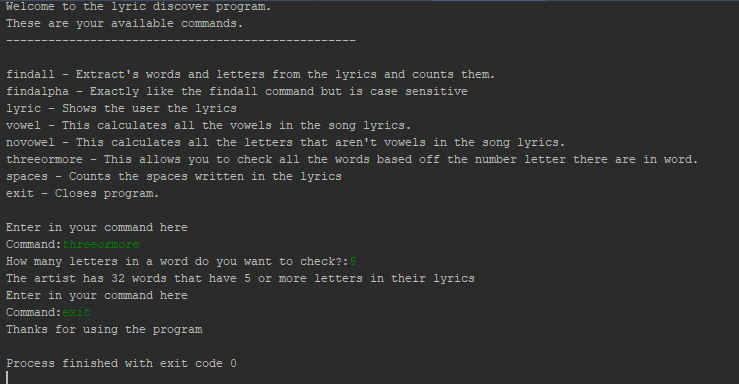 Welcome to the lyric discover program.
These are your available commands.
--------------------------------------------------
findall - Extract's words and letters from the lyrics and counts them.
findalpha - Exactly like the findall command but is case sensitive
lyric - Shows the user the lyrics
vowel - This calculates all the vowels in the song lyrics.
novowel - This calculates all the letters that aren't vowels in the song lyrics.
threeormore - This allows you to check all the words based off the number letter there are in word.
spaces - Counts the spaces written in the lyrics
exit - Closes program.
Enter in your command here
Command:threeormore
How many letters in a word do you want to check?:5
The artist has 32 words that have 5 or more letters in their lyrics
Enter in your command here
Command:exit
Thanks for using the program
Process finished with exit code 0